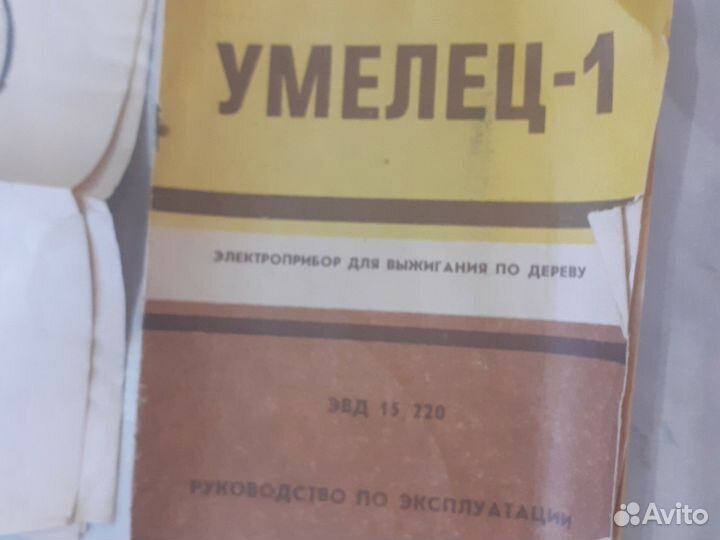 УМЕЛЕЦ-1
ЭЛЕКТРОПРИБОР ДЛЯ ВЫЖИГАНИЯ ПО ДЕРЕВУ
ЭВД 15 220
РУКОВОДСТВО ПО ЭКСПЛУАТАЦИИ
Avito